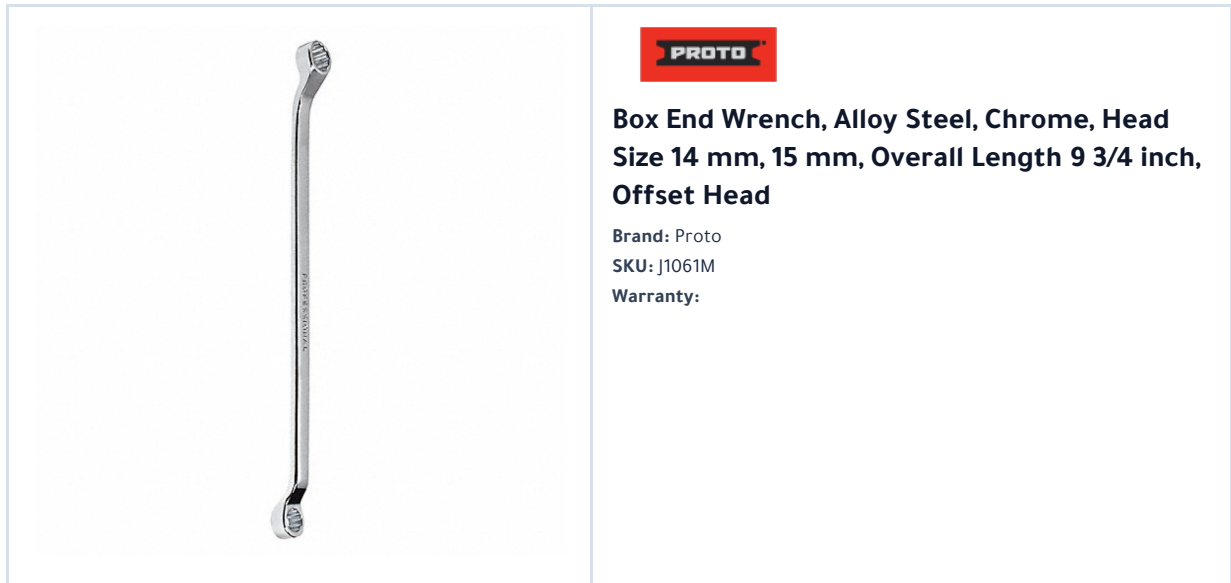 PROFESSIONAL
PROTO
Box End Wrench, Alloy Steel, Chrome, Head
Size 14 mm, 15 mm, Overall Length 9 3/4 inch,
Offset Head
Brand: Proto
SKU: J1061M
Warranty: